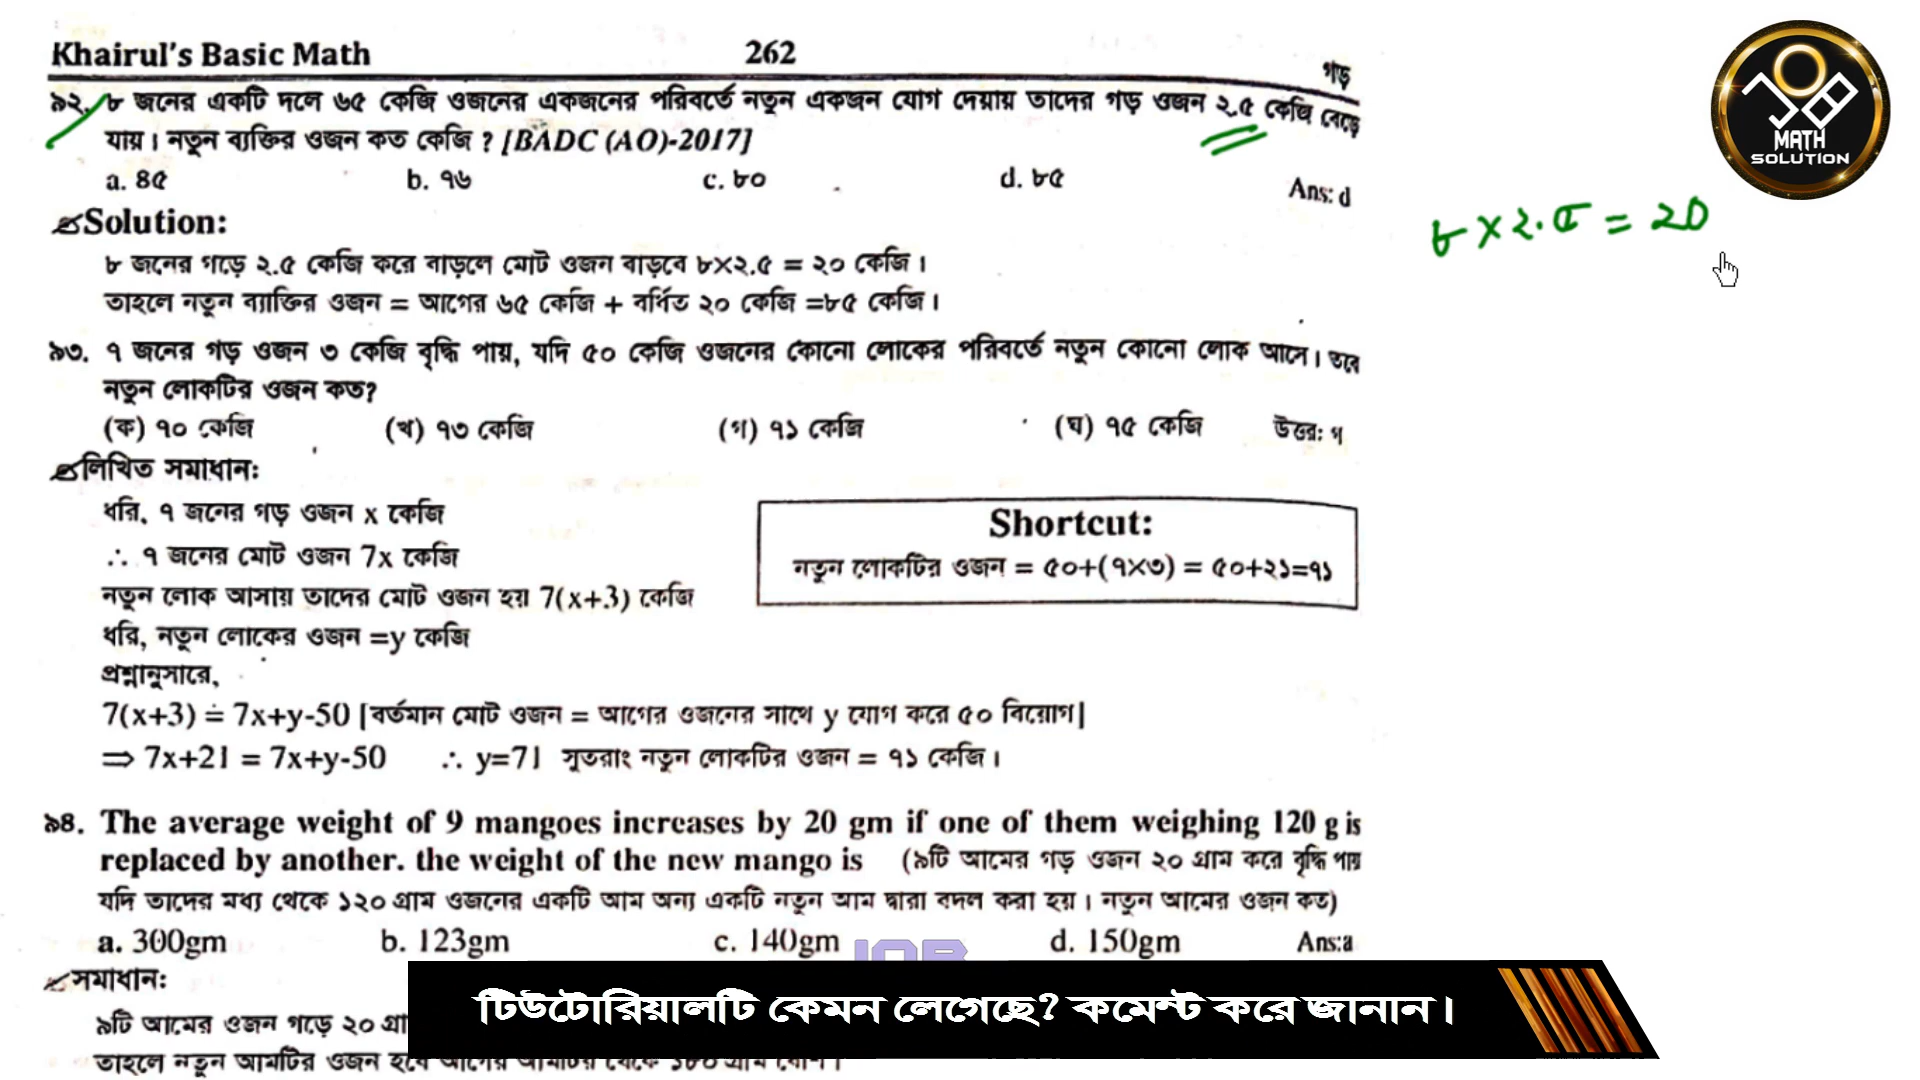 Khairul's Basic Math 262 গড়
৯২. ৮ জনের একটি দলে ৬৫ কেজি ওজনের একজনের পরিবর্তে নতুন একজন যোগ দেয়ায় তাদের গড় ওজন ২.৫ কেজি বেড়ে
যায়। নতুন ব্যক্তির ওজন কত কেজি ? [BADC (AO)-2017]
a. ৪৫ b. ৭৬ c. ৮০ d. ৮৫ Ans: d
Solution:
৮ × ২.৫ = ২০
৮ জনের গড়ে ২.৫ কেজি করে বাড়লে মোট ওজন বাড়বে ৮×২.৫ = ২০ কেজি।
তাহলে নতুন ব্যাক্তির ওজন = আগের ৬৫ কেজি + বর্ধিত ২০ কেজি =৮৫ কেজি।
৯৩. ৭ জনের গড় ওজন ৩ কেজি বৃদ্ধি পায়, যদি ৫০ কেজি ওজনের কোনো লোকের পরিবর্তে নতুন কোনো লোক আসে। তবে
নতুন লোকটির ওজন কত?
(ক) ৭০ কেজি (খ) ৭৩ কেজি (গ) ৭১ কেজি (ঘ) ৭৫ কেজি উত্তর: গ
লিখিত সমাধান:
ধরি, ৭ জনের গড় ওজন x কেজি
∴ ৭ জনের মোট ওজন 7x কেজি
নতুন লোক আসায় তাদের মোট ওজন হয় 7(x+3) কেজি
ধরি, নতুন লোকের ওজন =y কেজি
প্রশ্নানুসারে,
7(x+3) = 7x+y-50 [বর্তমান মোট ওজন = আগের ওজনের সাথে y যোগ করে ৫০ বিয়োগ]
⇒ 7x+21 = 7x+y-50 ∴ y=71 সুতরাং নতুন লোকটির ওজন = ৭১ কেজি।
Shortcut:
নতুন লোকটির ওজন = ৫০+(৭×৩) = ৫০+২১=৭১
৯৪. The average weight of 9 mangoes increases by 20 gm if one of them weighing 120 g is
replaced by another. the weight of the new mango is (৯টি আমের গড় ওজন ২০ গ্রাম করে বৃদ্ধি পায়
যদি তাদের মধ্য থেকে ১২০ গ্রাম ওজনের একটি আম অন্য একটি নতুন আম দ্বারা বদল করা হয়। নতুন আমের ওজন কত)
a. 300gm b. 123gm c. 140gm d. 150gm Ans:a
সমাধান:
৯টি আমের ওজন গড়ে ২০ গ্রা
তাহলে নতুন আমটির ওজন হবে আগের আমটির থেকে ১৮০ গ্রাম বেশি।
টিউটোরিয়ালটি কেমন লেগেছে? কমেন্ট করে জানান।
JOB
MATH
SOLUTION